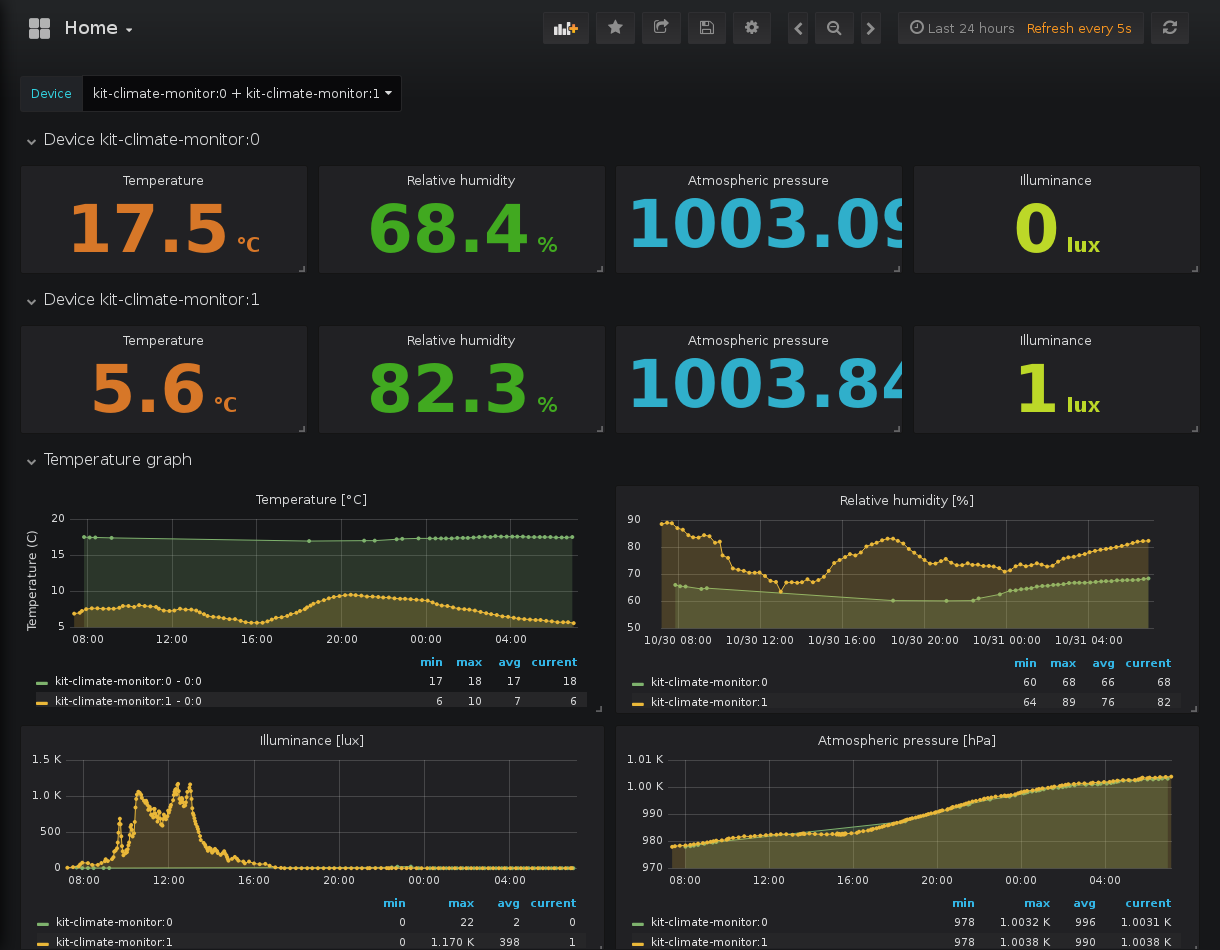 Home
Last 24 hours Refresh every 5s
Device kit-climate-monitor:0 + kit-climate-monitor:1
Device kit-climate-monitor:0
Temperature Relative humidity Atmospheric pressure Illuminance
17.5 °C 68.4 % 1003.09 0 lux
Device kit-climate-monitor:1
Temperature Relative humidity Atmospheric pressure Illuminance
5.6 °C 82.3 % 1003.84 1 lux
Temperature graph
Temperature [°C]
Temperature (C)
20
15
10
5
08:00 12:00 16:00 20:00 00:00 04:00
min max avg current
kit-climate-monitor:0 - 0:0 17 18 17 18
kit-climate-monitor:1 - 0:0 6 10 7 6
Relative humidity [%]
90
80
70
60
50
10/30 08:00 10/30 12:00 10/30 16:00 10/30 20:00 10/31 00:00 10/31 04:00
min max avg current
kit-climate-monitor:0 60 68 66 68
kit-climate-monitor:1 64 89 76 82
Illuminance [lux]
1.5 K
1.0 K
500
0
08:00 12:00 16:00 20:00 00:00 04:00
min max avg current
kit-climate-monitor:0 0 22 2 0
kit-climate-monitor:1 0 1.170 K 398 1
Atmospheric pressure [hPa]
1.01 K
1.00 K
990
980
970
08:00 12:00 16:00 20:00 00:00 04:00
min max avg current
kit-climate-monitor:0 978 1.0032 K 996 1.0031 K
kit-climate-monitor:1 978 1.0038 K 990 1.0038 K